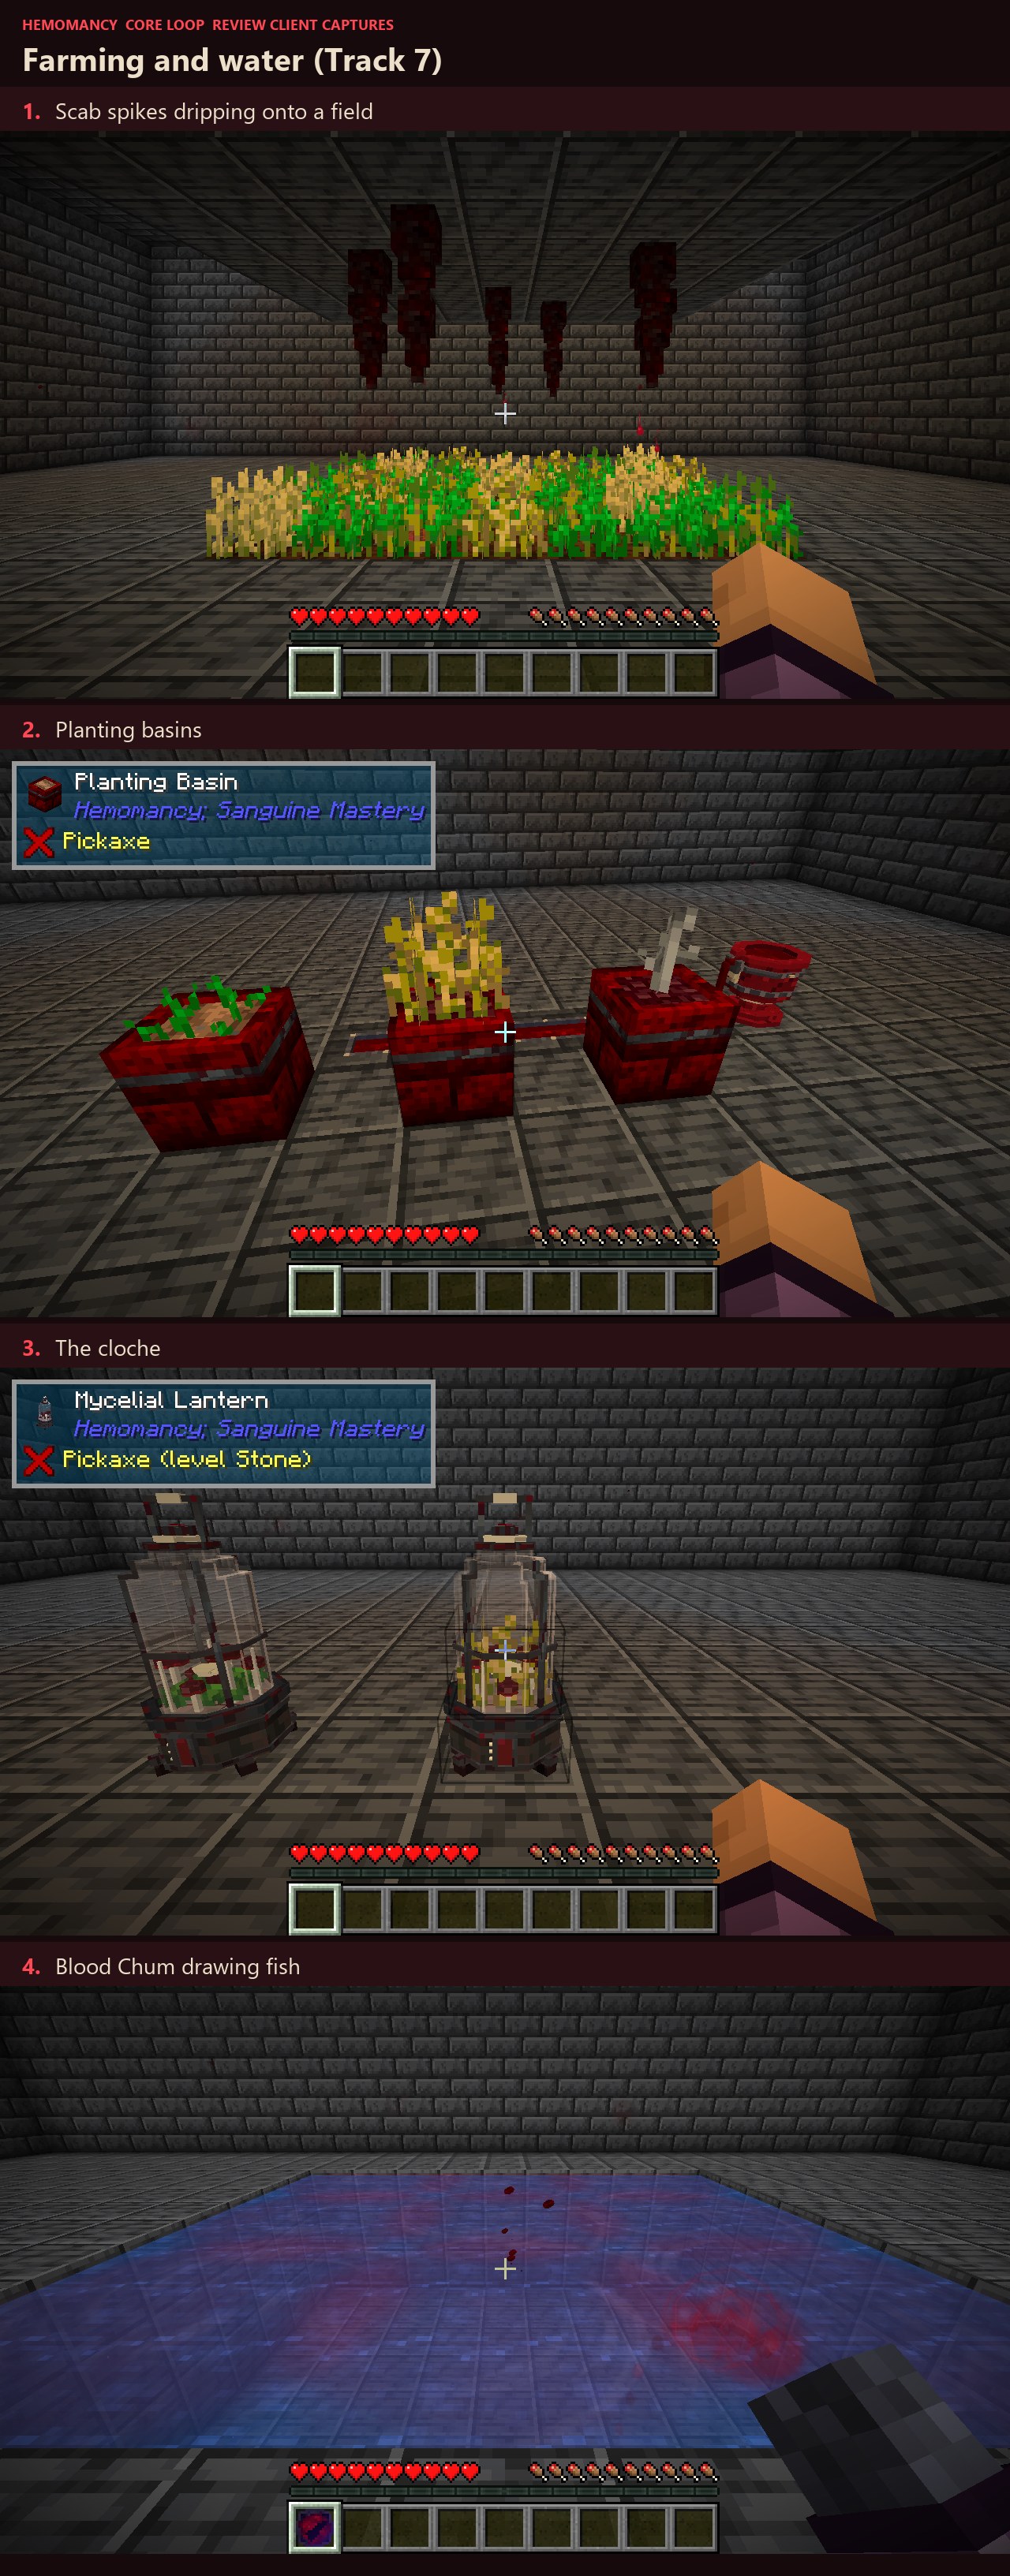 HEMOMANCY CORE LOOP REVIEW CLIENT CAPTURES
Farming and water (Track 7)
1. Scab spikes dripping onto a field
2. Planting basins
Planting Basin
Hemomancy; Sanguine Mastery
Pickaxe
3. The cloche
Mycelial Lantern
Hemomancy; Sanguine Mastery
Pickaxe (level Stone)
4. Blood Chum drawing fish